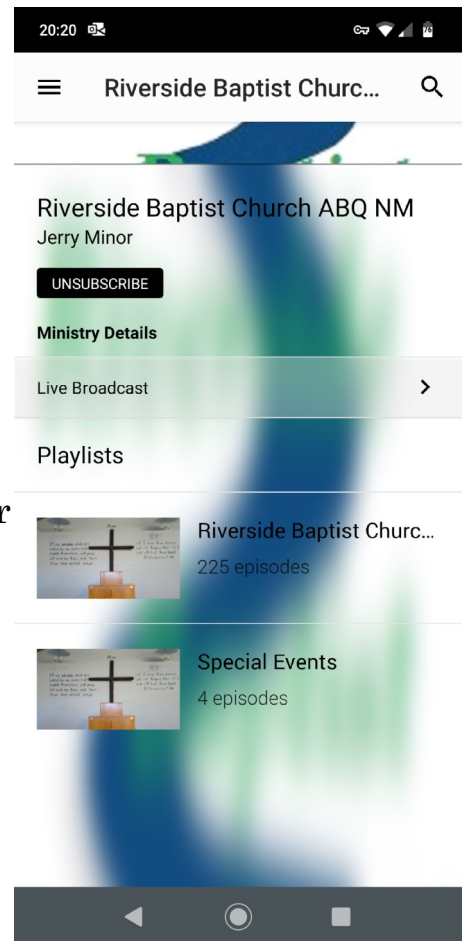 20:20
76
Riverside Baptist Churc...
Riverside Baptist Church ABQ NM
Jerry Minor
UNSUBSCRIBE
Ministry Details
Live Broadcast
Playlists
r
Riverside Baptist Churc...
225 episodes
Special Events
4 episodes